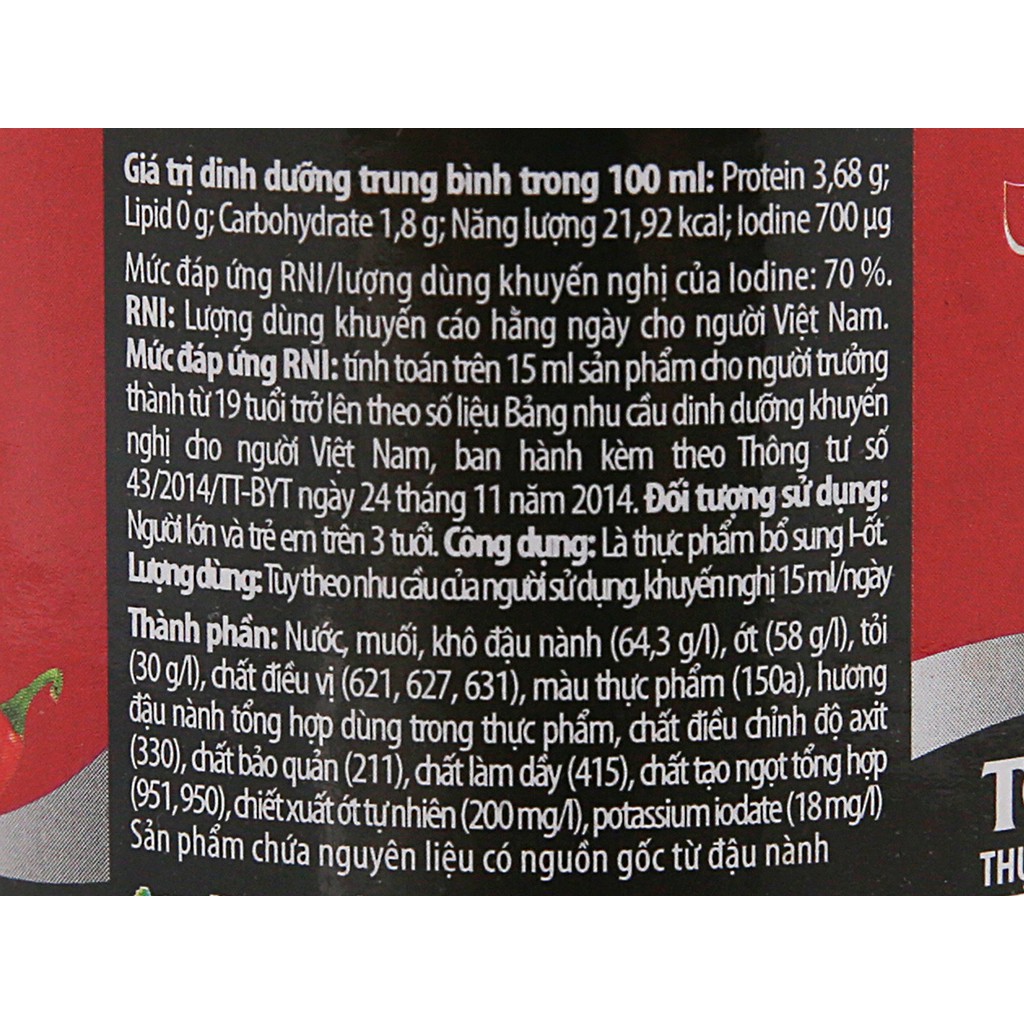 Giá trị dinh dưỡng trung bình trong 100 ml: Protein 3,68 g;
Lipid 0 g; Carbohydrate 1,8 g; Năng lượng 21,92 kcal; Iodine 700 µg
Mức đáp ứng RNI/lượng dùng khuyến nghị của Iodine: 70 %.
RNI: Lượng dùng khuyến cáo hằng ngày cho người Việt Nam.
Mức đáp ứng RNI: tính toán trên 15 ml sản phẩm cho người trưởng
thành từ 19 tuổi trở lên theo số liệu Bảng nhu cầu dinh dưỡng khuyến
nghị cho người Việt Nam, ban hành kèm theo Thông tư số
43/2014/TT-BYT ngày 24 tháng 11 năm 2014. Đối tượng sử dụng:
Người lớn và trẻ em trên 3 tuổi. Công dụng: Là thực phẩm bổ sung I-ốt.
Lượng dùng: Tùy theo nhu cầu của người sử dụng, khuyến nghị 15 ml/ngày
Thành phần: Nước, muối, khô đậu nành (64,3 g/l), ớt (58 g/l), tỏi
(30 g/l), chất điều vị (621, 627, 631), màu thực phẩm (150a), hương
đậu nành tổng hợp dùng trong thực phẩm, chất điều chỉnh độ axit
(330), chất bảo quản (211), chất làm dầy (415), chất tạo ngọt tổng hợp
(951, 950), chiết xuất ớt tự nhiên (200 mg/l), potassium iodate (18 mg/l)
Sản phẩm chứa nguyên liệu có nguồn gốc từ đậu nành